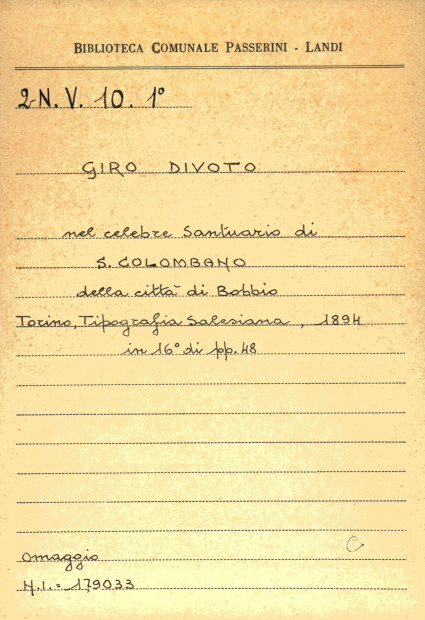 BIBLIOTECA COMUNALE PASSERINI - LANDI
2 N. V. 10. 1°
GIRO DIVOTO
nel celebre Santuario di
S. COLOMBANO
della città di Bobbio
Torino, Tipografia Salesiana, 1894
in 16° di pp. 48
C
Omaggio
N.I. = 179033